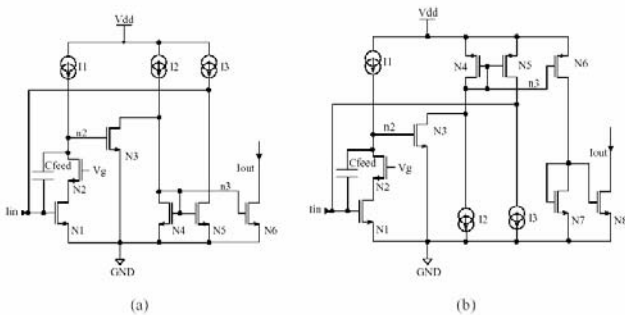 Vdd
I1
I2
I3
n2
N3
Cfeed
Vg
N2
Iin
N1
n3
Iout
N4
N5
N6
GND
(a)
Vdd
I1
N4
N5
N6
n3
n2
N3
Cfeed
Vg
N2
Iin
N1
I2
I3
Iout
N7
N8
GND
(b)